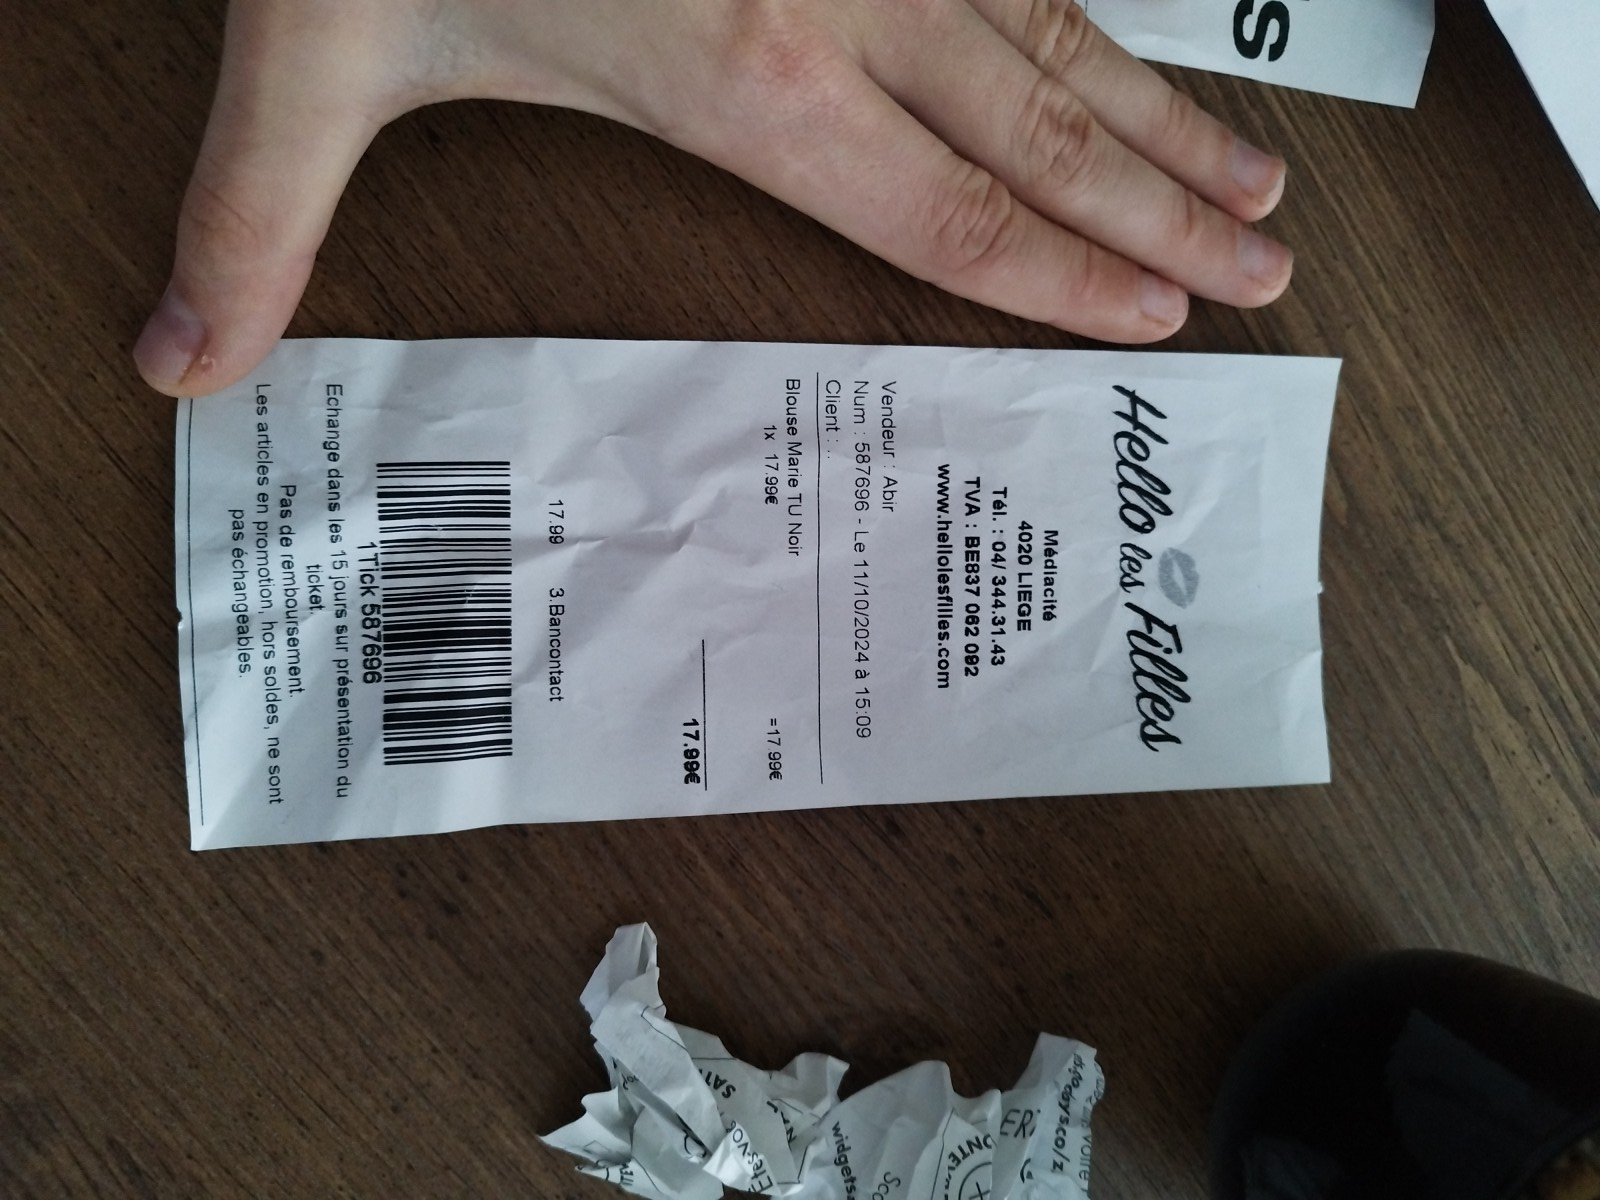 Hello les Filles
Médiacité
4020 LIEGE
Tél. : 04/ 344.31.43
TVA : BE837 062 092
www.hellolesfilles.com
Vendeur : Abir
Num : 587696 - Le 11/10/2024 à 15:09
Client : ..
Blouse Marie TU Noir
1x 17.99€ =17.99€
17.99€
17.99 3.Bancontact
1Tick 587696
Echange dans les 15 jours sur présentation du
ticket.
Pas de remboursement.
Les articles en promotion, hors soldes, ne sont
pas échangeables.
S
widgets